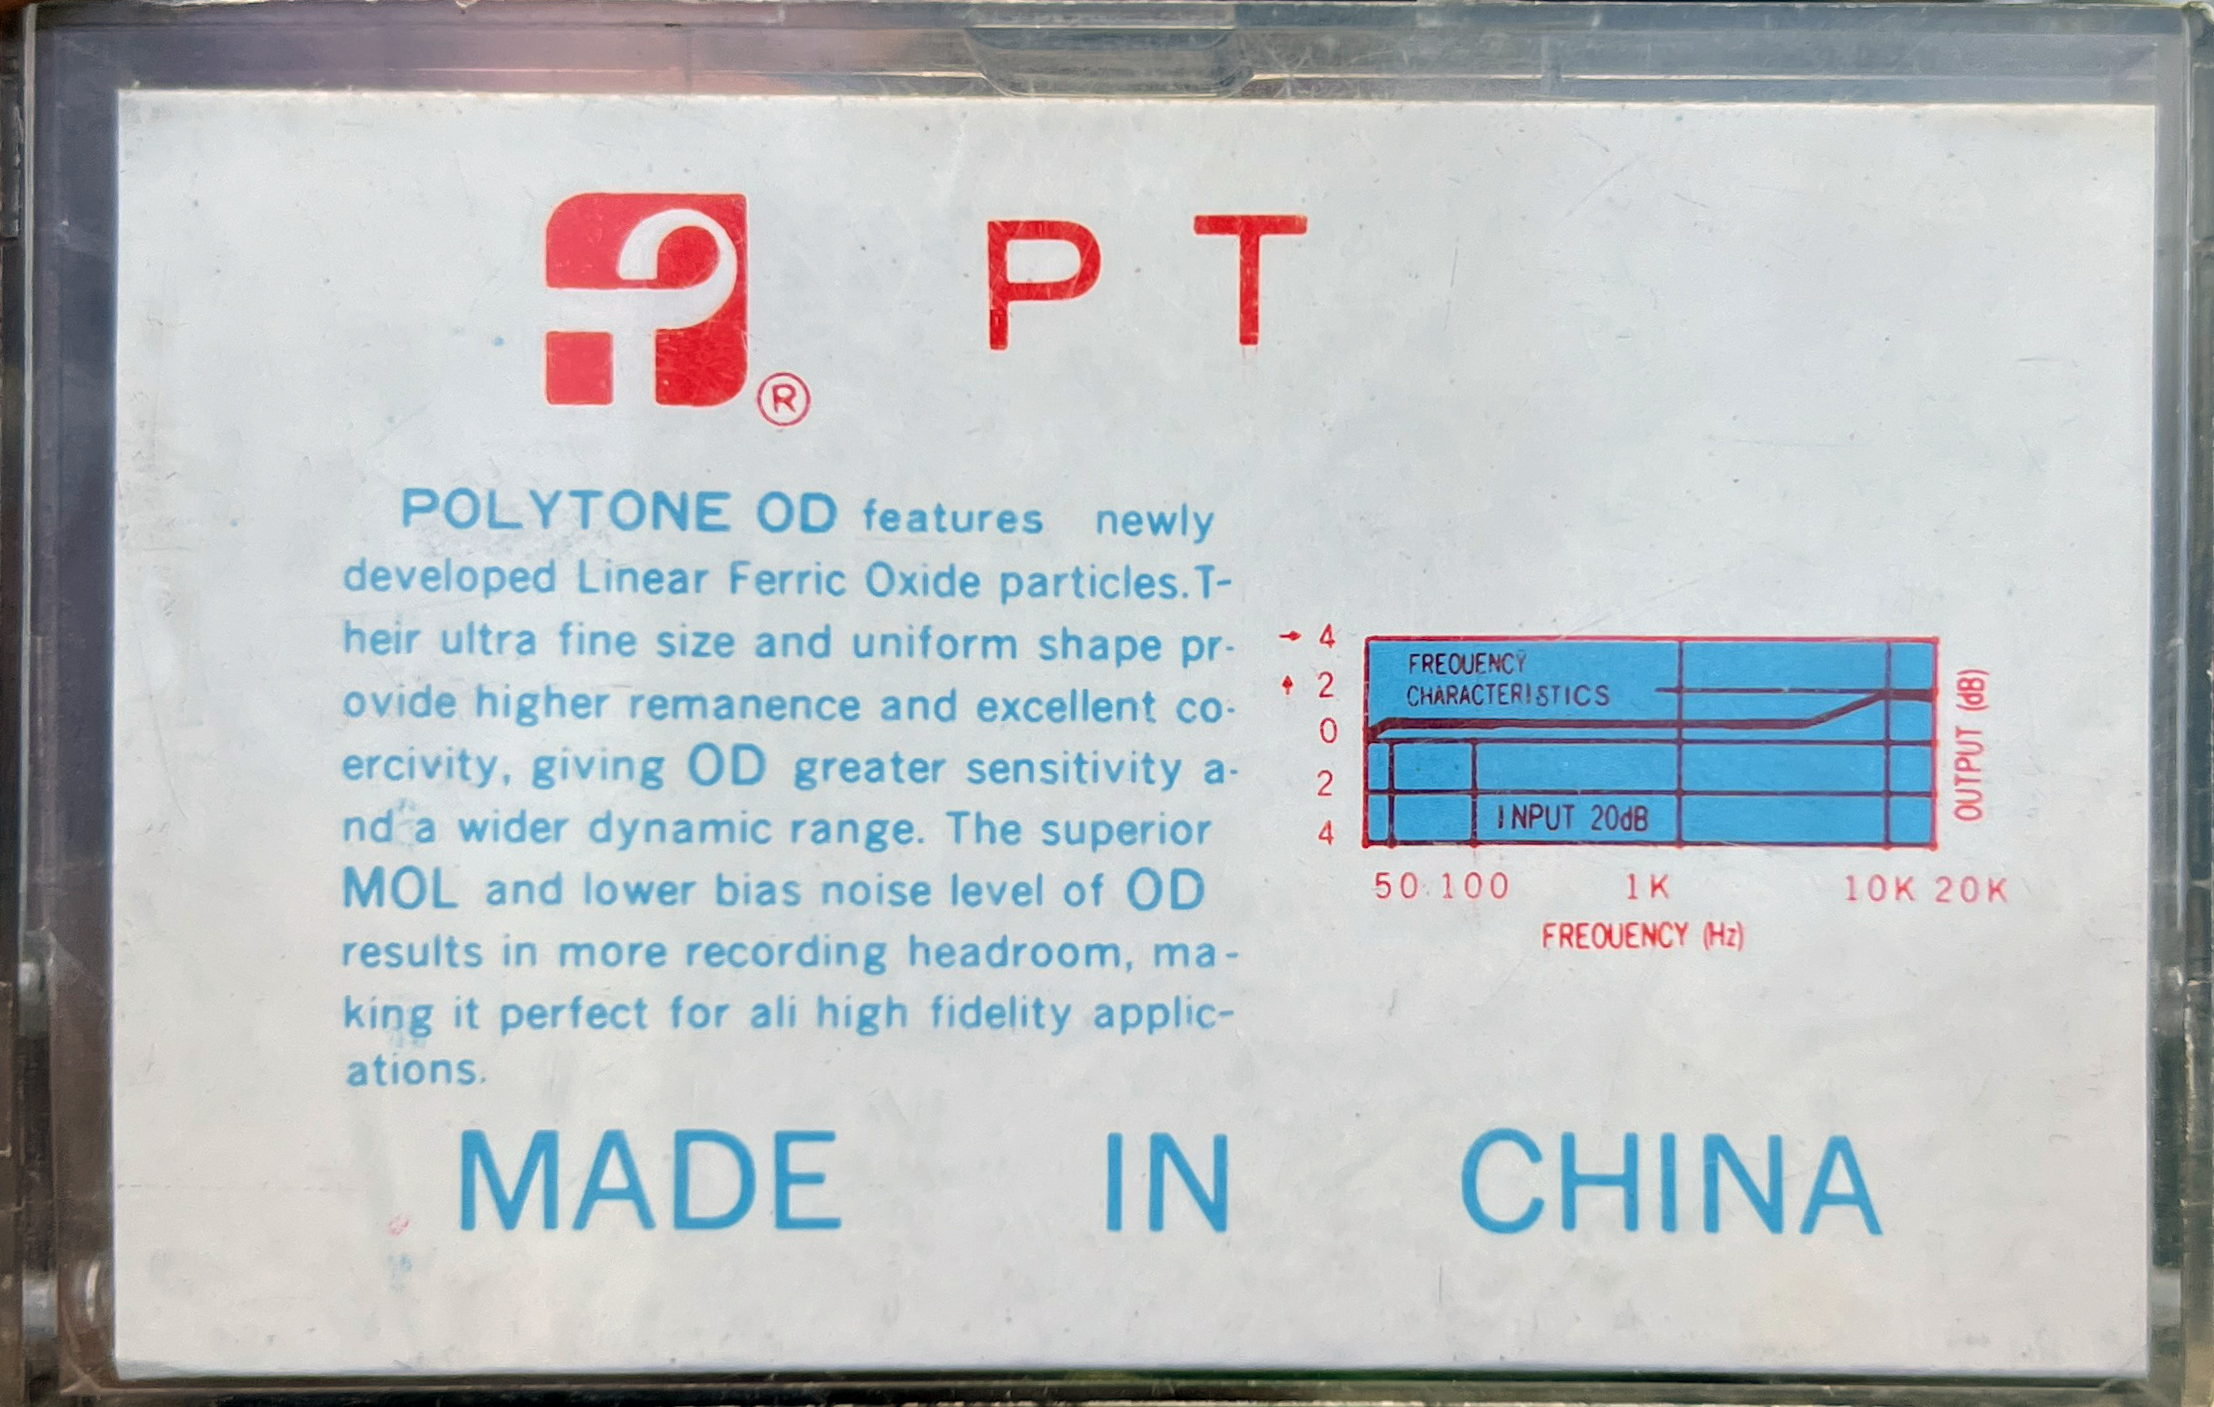 ®
P T
POLYTONE OD features newly
developed Linear Ferric Oxide particles.T-
heir ultra fine size and uniform shape pr-
ovide higher remanence and excellent co-
ercivity, giving OD greater sensitivity a-
nd a wider dynamic range. The superior
MOL and lower bias noise level of OD
results in more recording headroom, ma-
king it perfect for ali high fidelity applic-
ations.
→ 4
↑ 2
0
2
4
FREOUENCY
CHARACTERISTICS
INPUT 20dB
OUTPUT (dB)
50 100 1K 10K 20K
FREOUENCY (Hz)
MADE IN CHINA